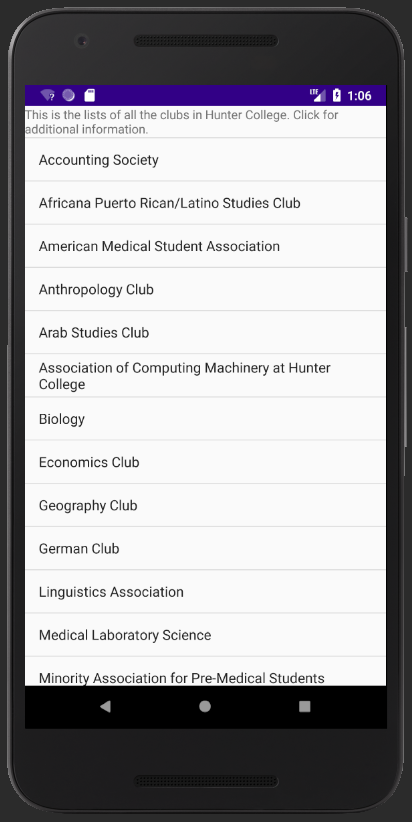 LTE 1:06
This is the lists of all the clubs in Hunter College. Click for
additional information.
Accounting Society
Africana Puerto Rican/Latino Studies Club
American Medical Student Association
Anthropology Club
Arab Studies Club
Association of Computing Machinery at Hunter
College
Biology
Economics Club
Geography Club
German Club
Linguistics Association
Medical Laboratory Science
Minority Association for Pre-Medical Students